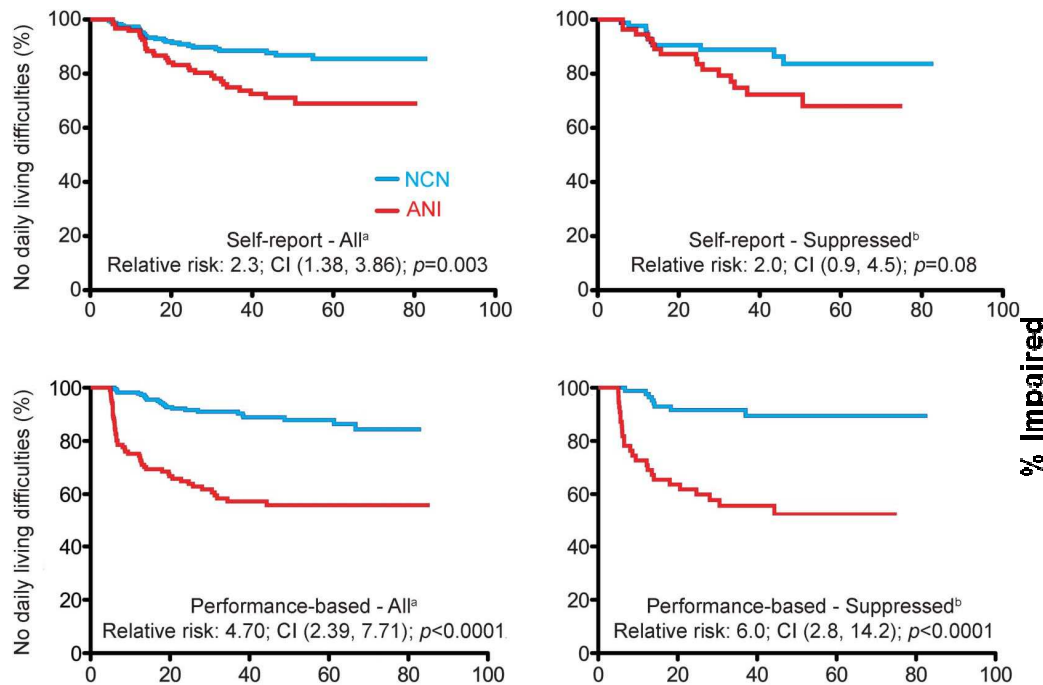 No daily living difficulties (%)
100
80
60
40
20
0
0 20 40 60 80 100
NCN
ANI
Self-report - Allᵃ
Relative risk: 2.3; CI (1.38, 3.86); p=0.003
100
80
60
40
20
0
0 20 40 60 80 100
Self-report - Suppressedᵇ
Relative risk: 2.0; CI (0.9, 4.5); p=0.08
% Impaired
No daily living difficulties (%)
100
80
60
40
20
0
0 20 40 60 80 100
Performance-based - Allᵃ
Relative risk: 4.70; CI (2.39, 7.71); p<0.0001
100
80
60
40
20
0
0 20 40 60 80 100
Performance-based - Suppressedᵇ
Relative risk: 6.0; CI (2.8, 14.2); p<0.0001